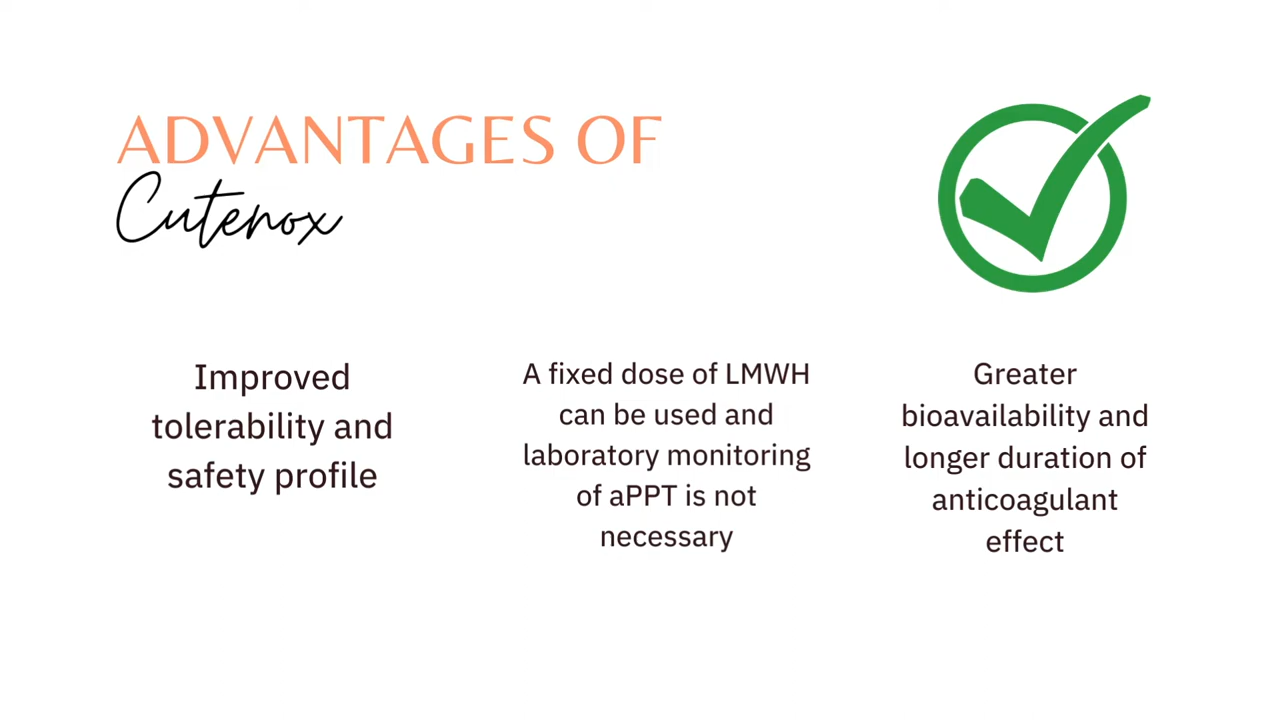 ADVANTAGES OF
Cutenox
Improved
tolerability and
safety profile
A fixed dose of LMWH
can be used and
laboratory monitoring
of aPPT is not
necessary
Greater
bioavailability and
longer duration of
anticoagulant
effect